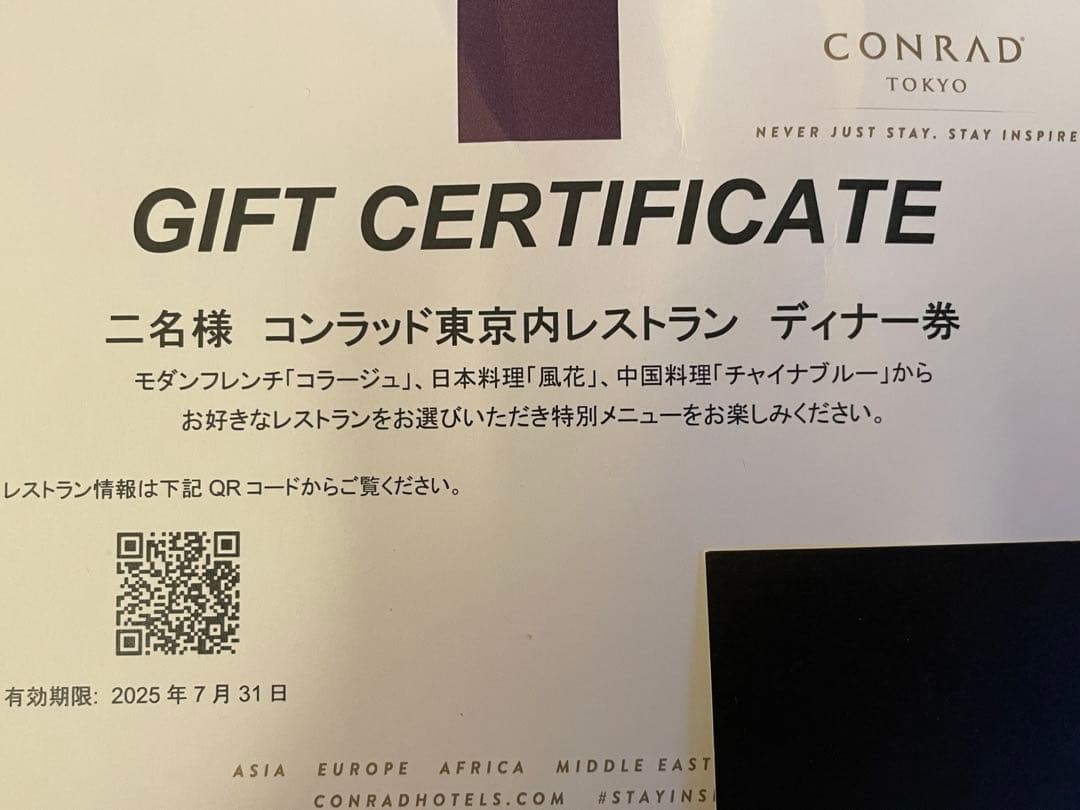 CONRAD
TOKYO
NEVER JUST STAY. STAY INSPIRE
GIFT CERTIFICATE
二名様 コンラッド東京内レストラン ディナー券
モダンフレンチ「コラージュ」、日本料理「風花」、中国料理「チャイナブルー」から
お好きなレストランをお選びいただき特別メニューをお楽しみください。
レストラン情報は下記 QR コードからご覧ください。
有効期限: 2025 年 7 月 31 日
ASIA EUROPE AFRICA MIDDLE EAST
CONRADHOTELS.COM #STAYINS